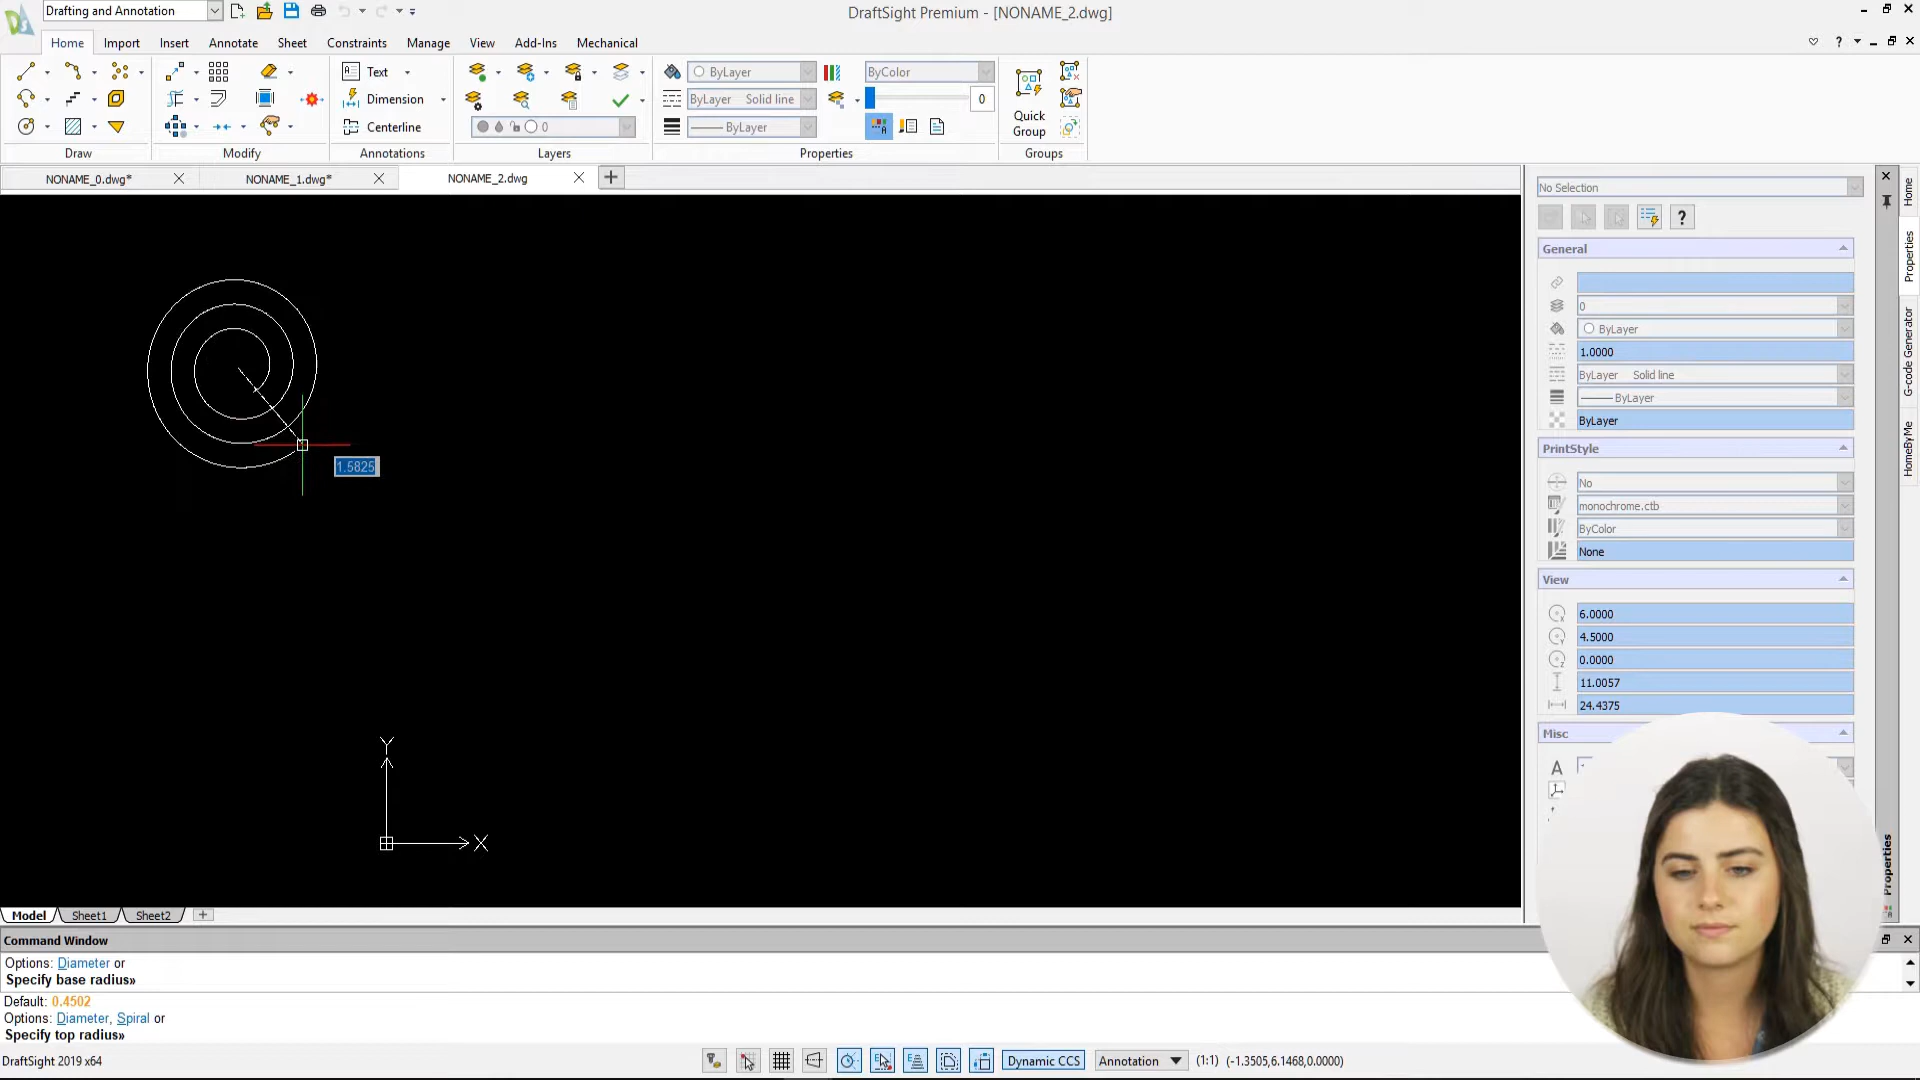 Drafting and Annotation
DraftSight Premium - [NONAME_2.dwg]
Home Import Insert Annotate Sheet Constraints Manage View Add-Ins Mechanical
Text
Dimension
Centerline
ByLayer
ByLayer Solid line
ByLayer
ByColor
0
0
Quick
Group
Draw Modify Annotations Layers Properties Groups
NONAME_0.dwg* NONAME_1.dwg* NONAME_2.dwg
1.5825
Y
X
No Selection
General
0
ByLayer
1.0000
ByLayer Solid line
ByLayer
ByLayer
PrintStyle
No
monochrome.ctb
ByColor
None
View
6.0000
4.5000
0.0000
11.0057
24.4375
Misc
Home
Properties
G-code Generator
HomeByMe
Properties
Model Sheet1 Sheet2
Command Window
Options: Diameter or
Specify base radius»
Default: 0.4502
Options: Diameter, Spiral or
Specify top radius»
DraftSight 2019 x64
Dynamic CCS
Annotation
(1:1)
(-1.3505,6.1468,0.0000)